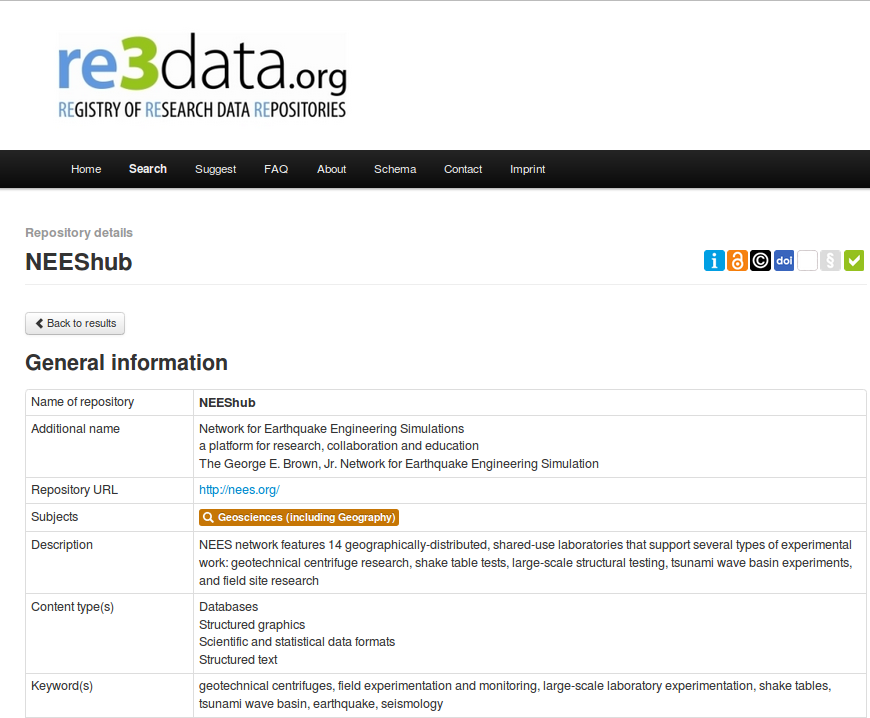 re3data.org
REGISTRY OF RESEARCH DATA REPOSITORIES
Home Search Suggest FAQ About Schema Contact Imprint
Repository details
NEEShub
i © doi §
Back to results
General information
Name of repository NEEShub
Additional name Network for Earthquake Engineering Simulations
a platform for research, collaboration and education
The George E. Brown, Jr. Network for Earthquake Engineering Simulation
Repository URL http://nees.org/
Subjects Geosciences (including Geography)
Description NEES network features 14 geographically-distributed, shared-use laboratories that support several types of experimental
work: geotechnical centrifuge research, shake table tests, large-scale structural testing, tsunami wave basin experiments,
and field site research
Content type(s) Databases
Structured graphics
Scientific and statistical data formats
Structured text
Keyword(s) geotechnical centrifuges, field experimentation and monitoring, large-scale laboratory experimentation, shake tables,
tsunami wave basin, earthquake, seismology